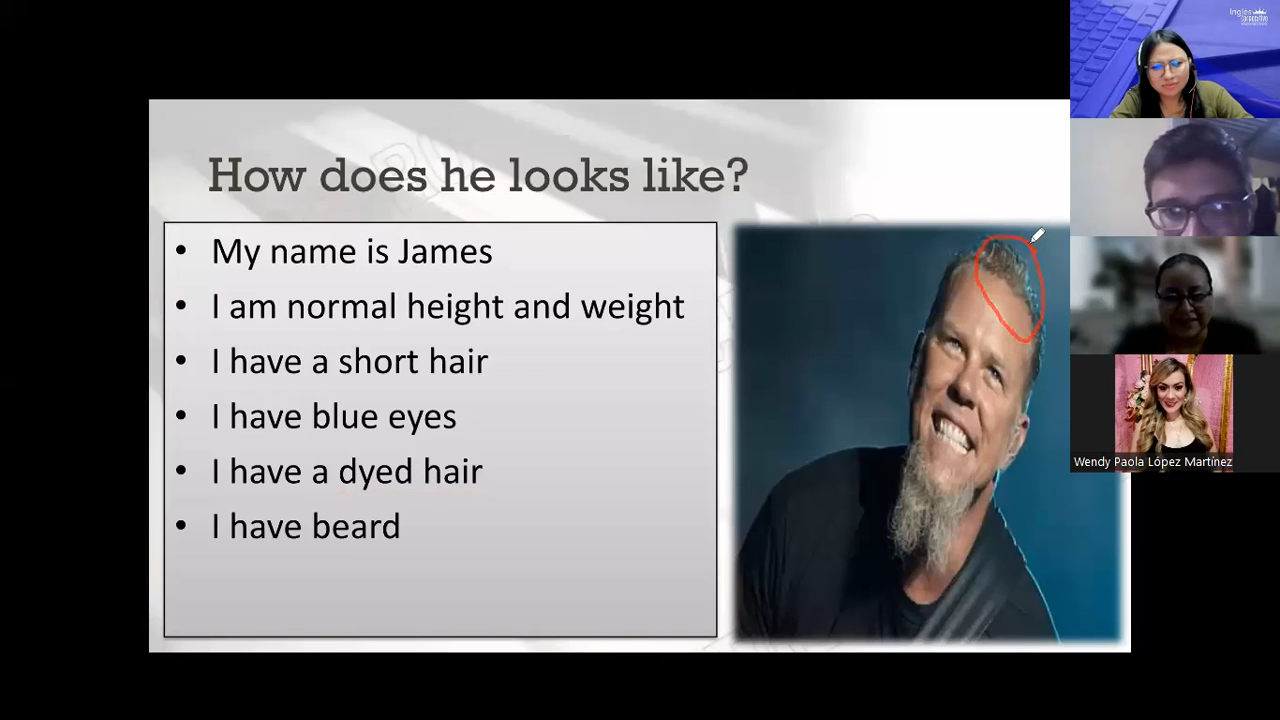 How does he looks like?
• My name is James
• I am normal height and weight
• I have a short hair
• I have blue eyes
• I have a dyed hair
• I have beard
Ingles
Wendy Paola López Martínez